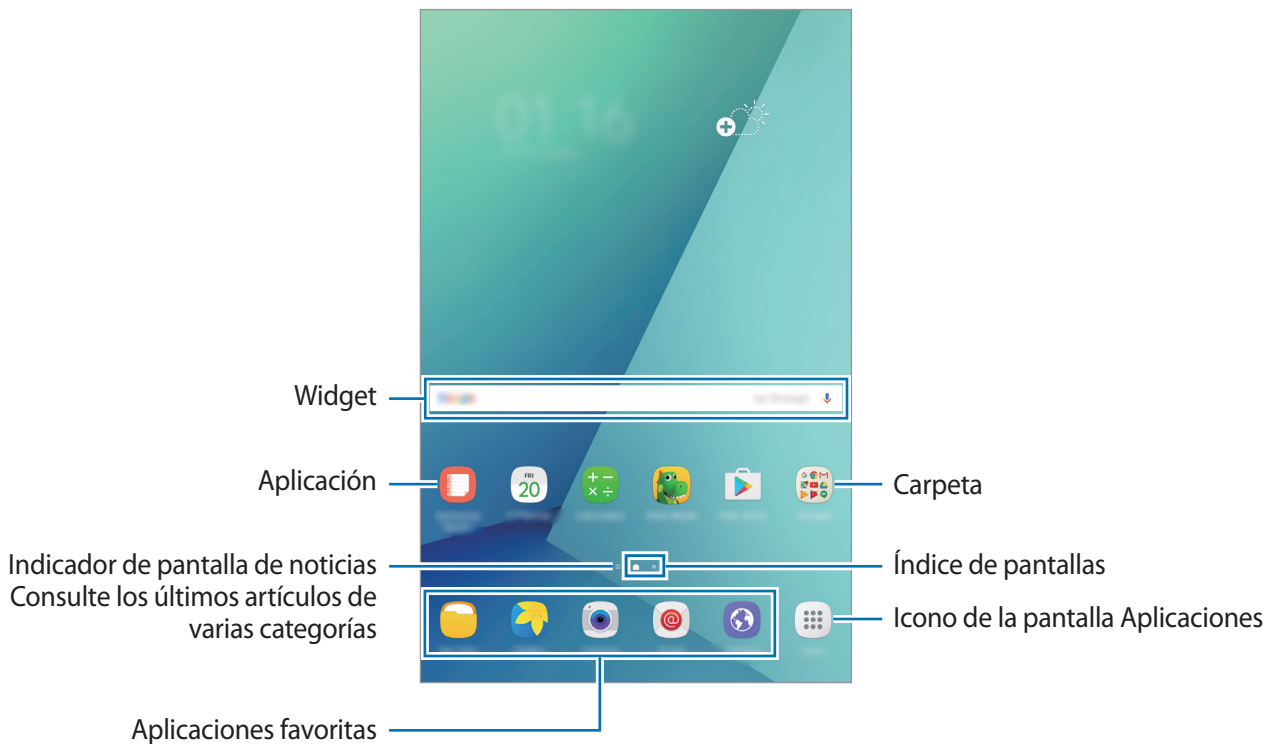 Widget
Aplicación
FRI
20
Carpeta
Indicador de pantalla de noticias
Consulte los últimos artículos de
varias categorías
Índice de pantallas
Icono de la pantalla Aplicaciones
Aplicaciones favoritas